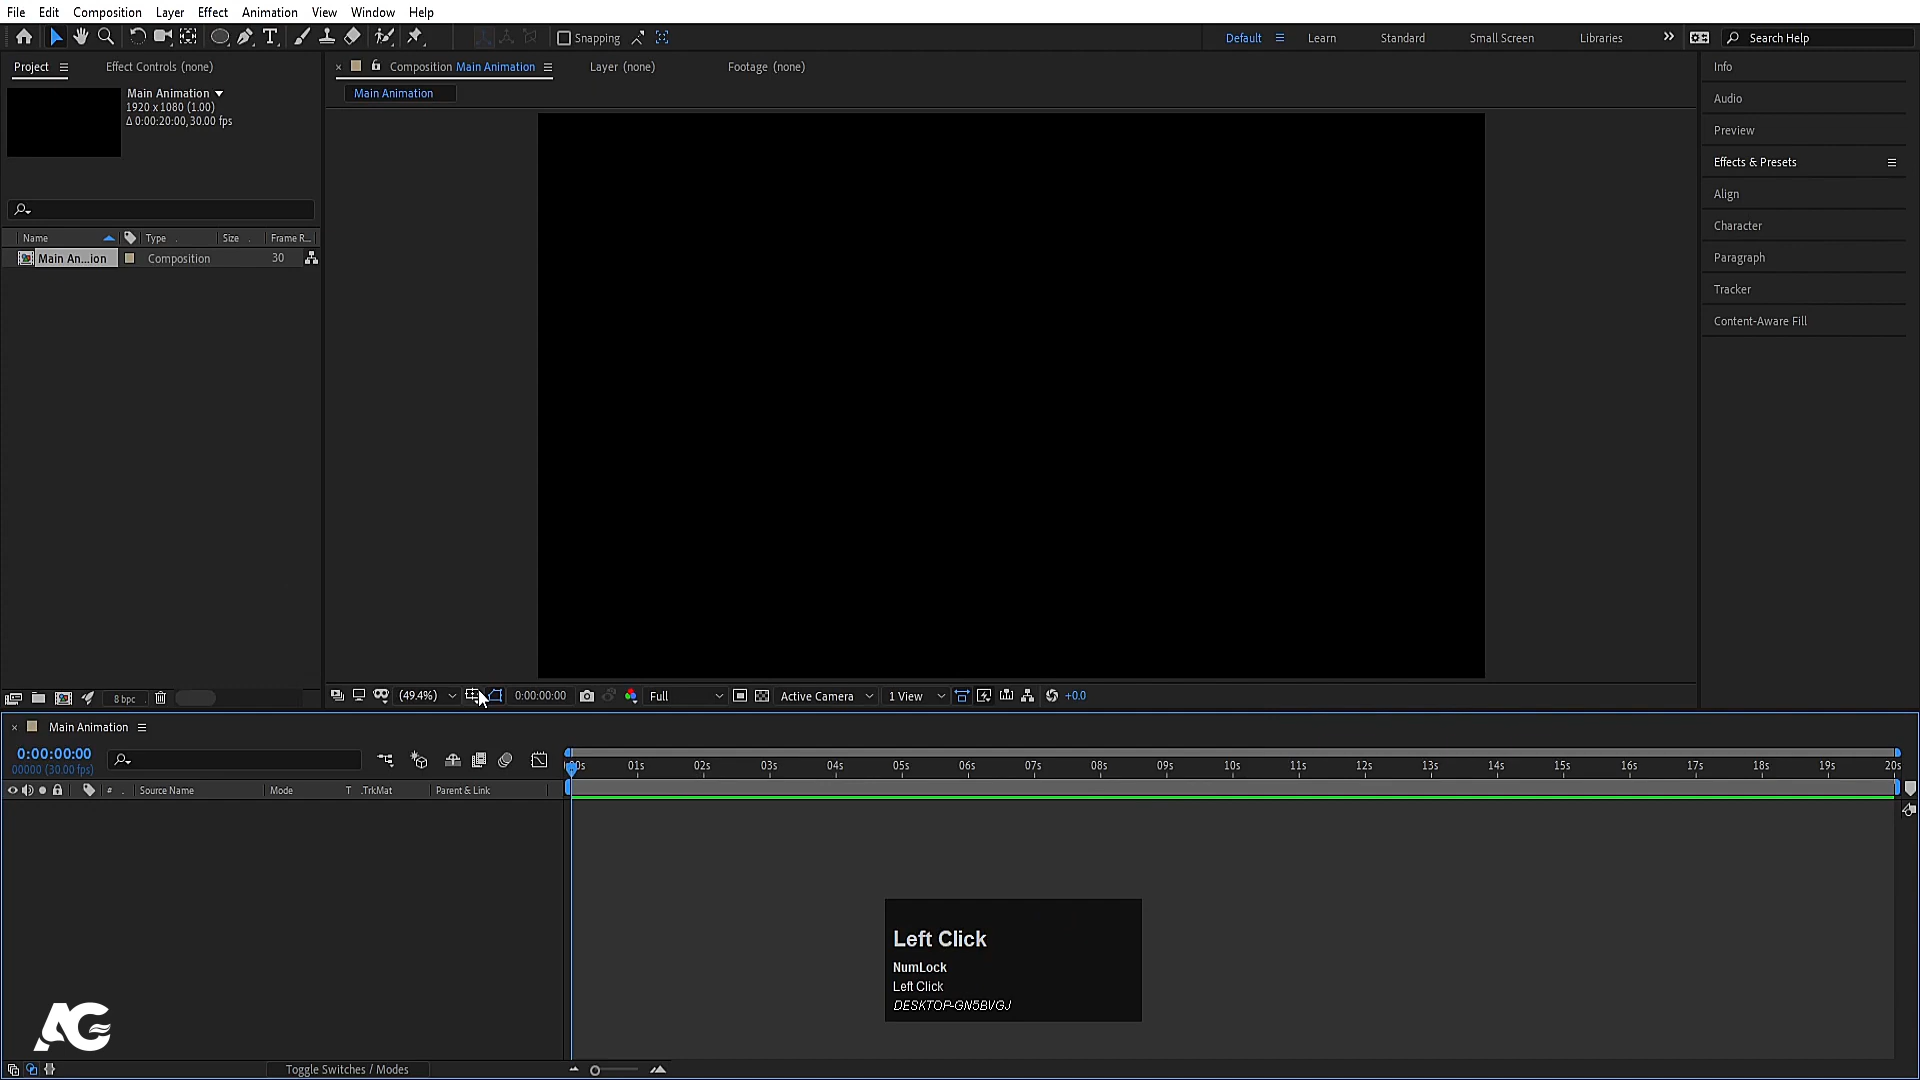 File Edit Composition Layer Effect Animation View Window Help
Snapping
Default Learn Standard Small Screen Libraries Search Help
Project Effect Controls (none)
Composition Main Animation Layer (none) Footage (none)
Main Animation
Main Animation
1920 x 1080 (1.00)
Δ 0:00:20:00, 30.00 fps
Name Type Size Frame R...
Main An...ion Composition 30
Info
Audio
Preview
Effects & Presets
Align
Character
Paragraph
Tracker
Content-Aware Fill
8 bpc
(49.4%) 0:00:00:00 Full Active Camera 1 View +0.0
Main Animation
0:00:00:00
00000 (30.00 fps)
00s 01s 02s 03s 04s 05s 06s 07s 08s 09s 10s 11s 12s 13s 14s 15s 16s 17s 18s 19s 20s
# Source Name Mode T .TrkMat Parent & Link
Left Click
NumLock
Left Click
DESKTOP-GN5BVGJ
AG
Toggle Switches / Modes